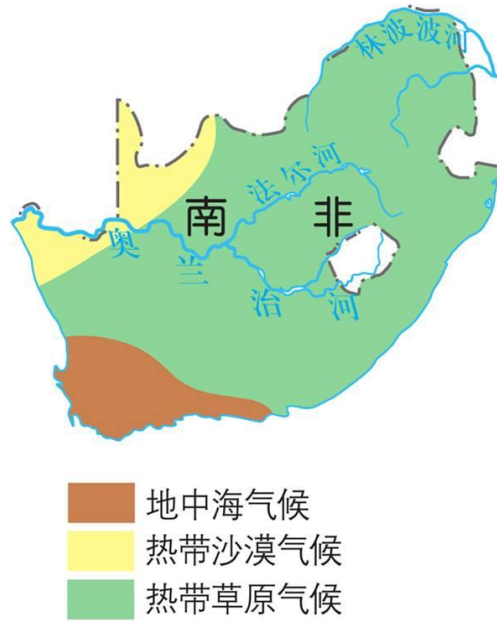 林波波河
法尔河
南非
奥兰治河
地中海气候
热带沙漠气候
热带草原气候